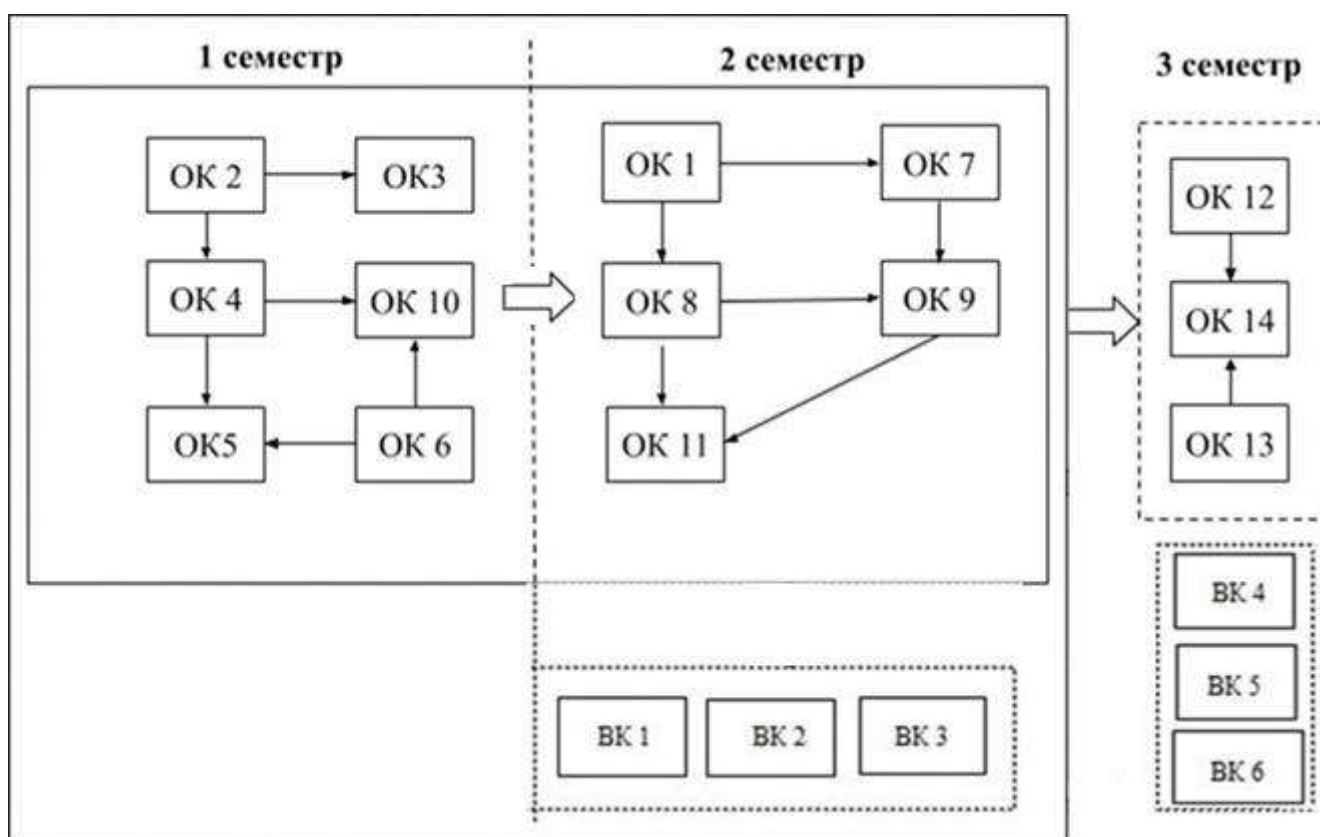 1 семестр
2 семестр
3 семестр
ОК 2
ОК3
ОК 4
ОК 10
ОК5
ОК 6
ОК 1
ОК 7
ОК 8
ОК 9
ОК 11
ОК 12
ОК 14
ОК 13
ВК 1
ВК 2
ВК 3
ВК 4
ВК 5
ВК 6